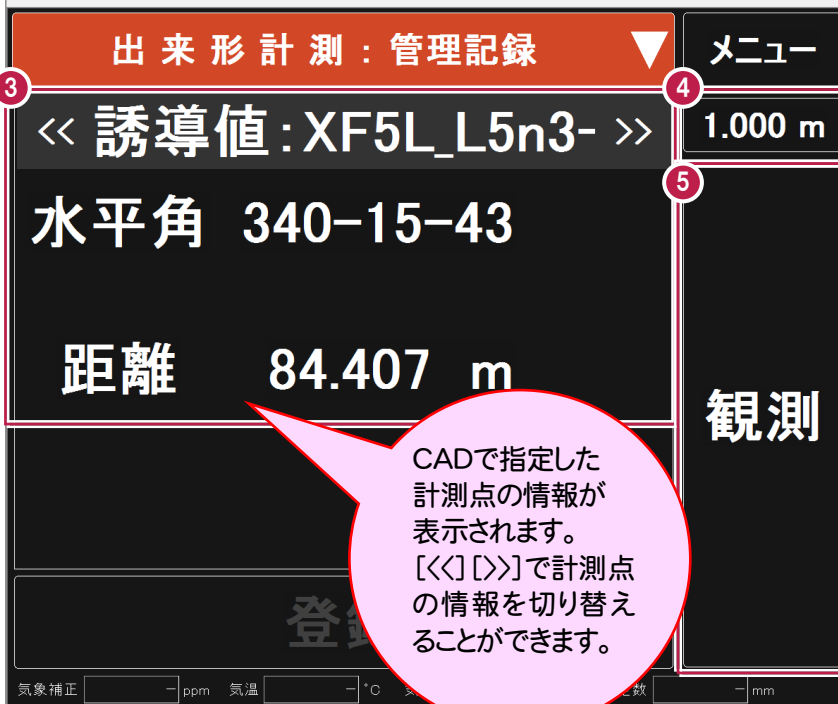 出来形計測：管理記録 ▼
メニュー
3
4
<< 誘導値：XF5L_L5n3- >>
1.000 m
5
水平角 340-15-43
距離 84.407 m
観測
CADで指定した
計測点の情報が
表示されます。
[<<][>>]で計測点
の情報を切り替え
ることができます。
登
気象補正 - ppm 気温 - ℃ 数 - mm